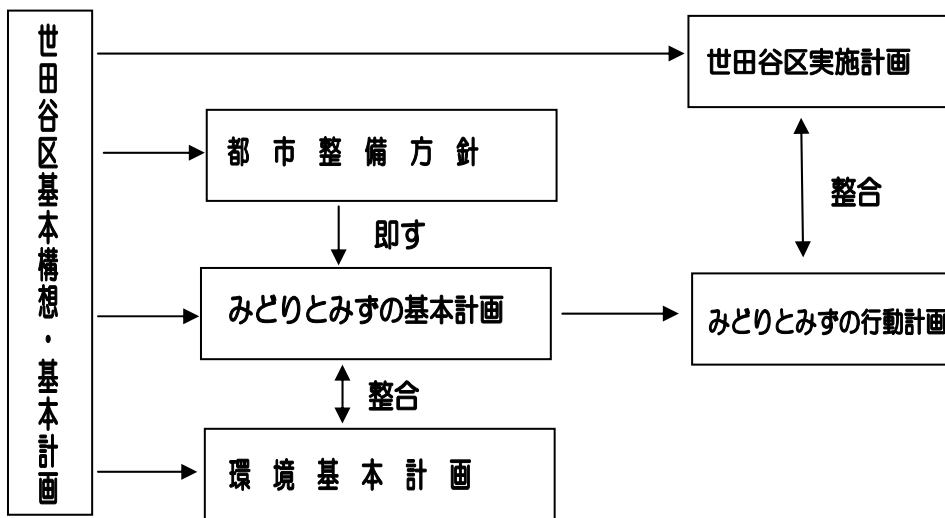 世田谷区基本構想・基本計画
世田谷区実施計画
都市整備方針
整合
即す
みどりとみずの基本計画
みどりとみずの行動計画
整合
環境基本計画